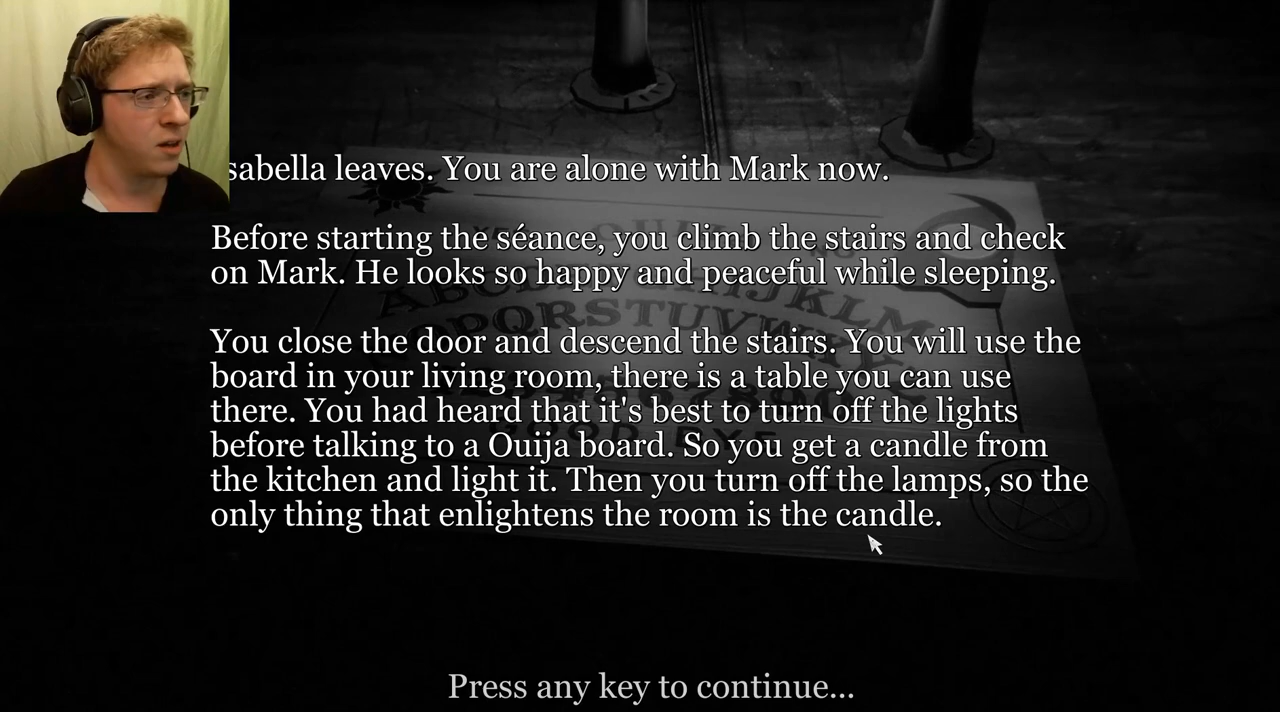 sabella leaves. You are alone with Mark now.
Before starting the séance, you climb the stairs and check
on Mark. He looks so happy and peaceful while sleeping.
You close the door and descend the stairs. You will use the
board in your living room, there is a table you can use
there. You had heard that it's best to turn off the lights
before talking to a Ouija board. So you get a candle from
the kitchen and light it. Then you turn off the lamps, so the
only thing that enlightens the room is the candle.
Press any key to continue...